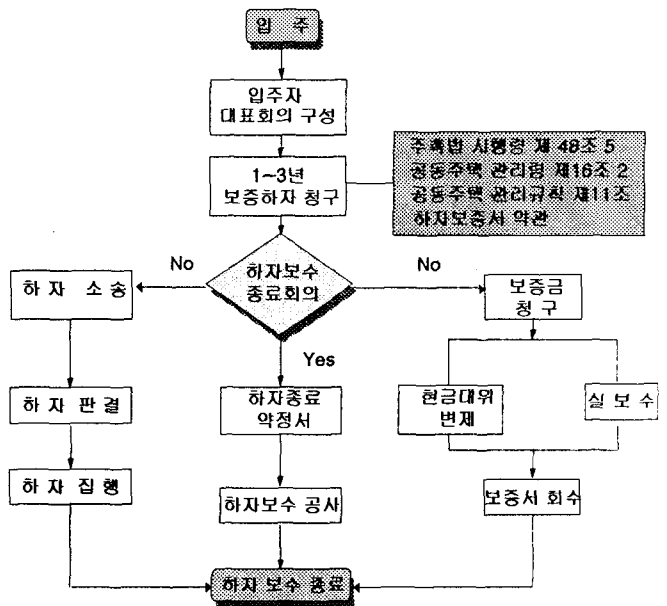 입 주
입주자
대표회의 구성
1~3년
보증하자 청구
주촉법 시행령 제 48조 5
공동주택 관리령 제16조 2
공동주택 관리규칙 제11조
하자보증서 약관
No
하자보수
종료회의
No
하 자 소 송
보증금
청 구
Yes
하 자 판 결
하자종료
약정서
현금대위
변제
실 보 수
하 자 집 행
하자보수 공사
보증서 회수
하자 보수 종료